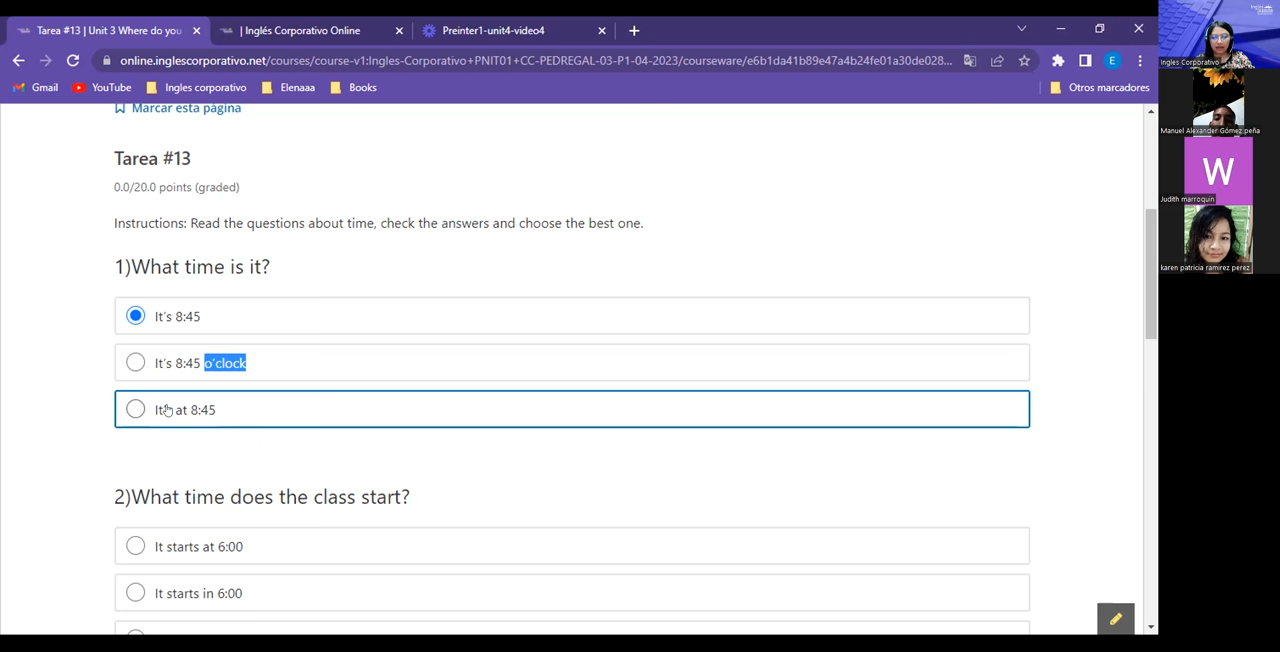 Tarea #13 | Unit 3 Where do you
| Inglés Corporativo Online
Preinter1-unit4-video4
online.inglescorporativo.net/courses/course-v1:Ingles-Corporativo+PNIT01+CC-PEDREGAL-03-P1-04-2023/courseware/e6b1da41b89e47a4b24fe01a30de028...
E
Gmail
YouTube
Ingles corporativo
Elenaaa
Books
Otros marcadores
Marcar esta página
Tarea #13
0.0/20.0 points (graded)
Instructions: Read the questions about time, check the answers and choose the best one.
1)What time is it?
It's 8:45
It's 8:45 o'clock
at 8:45
2)What time does the class start?
It starts at 6:00
It starts in 6:00
Ingles Corporativo
Manuel Alexander Gómez peña
W
Judith marroquin
karen patricia ramirez perez